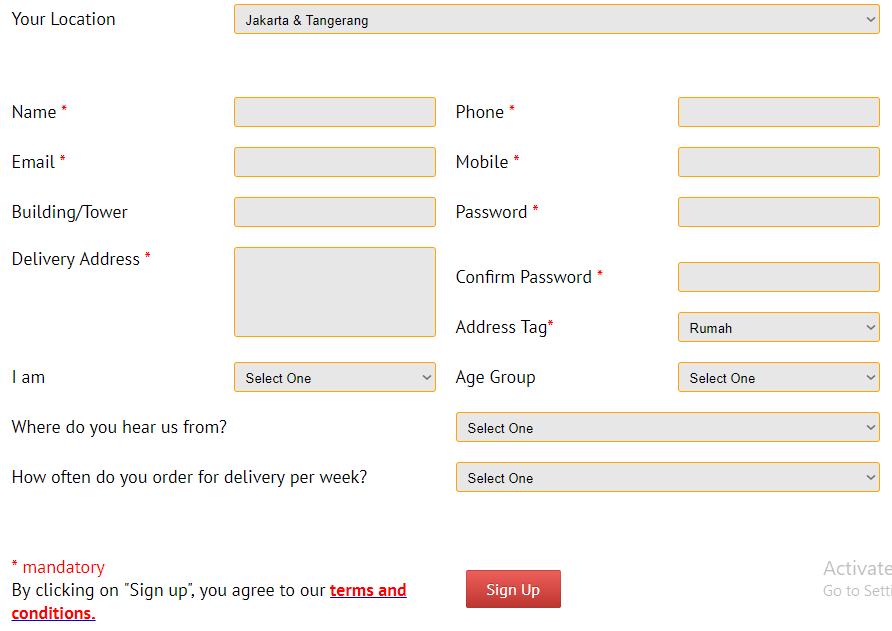 Your Location Jakarta & Tangerang
Name * Phone *
Email * Mobile *
Building/Tower Password *
Delivery Address *
Confirm Password *
Address Tag* Rumah
I am Select One Age Group Select One
Where do you hear us from? Select One
How often do you order for delivery per week? Select One
* mandatory
By clicking on "Sign up", you agree to our terms and
conditions.
Sign Up
Activate
Go to Setti